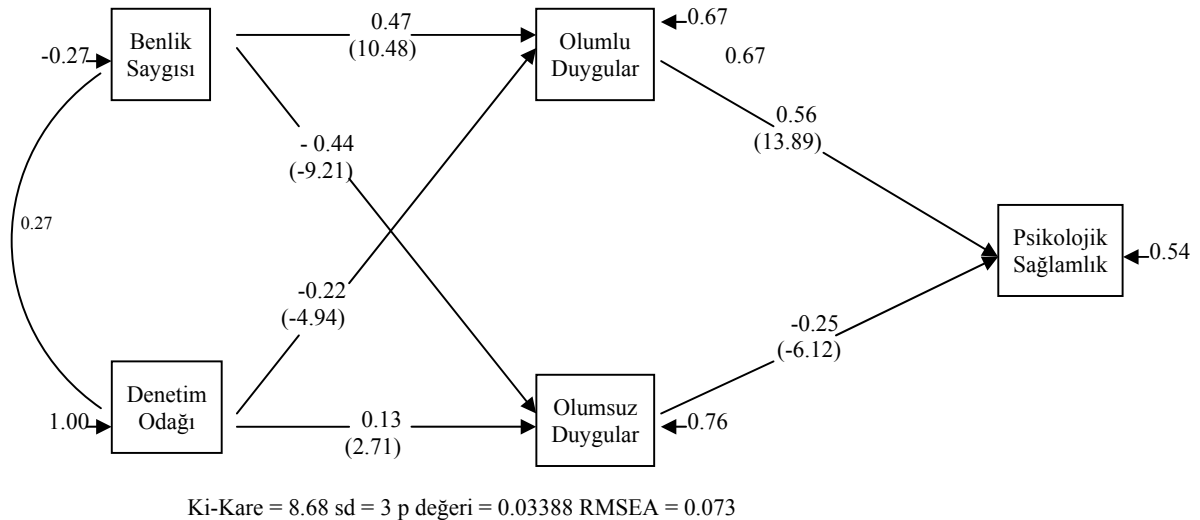 Benlik
Saygısı
-0.27
0.47
(10.48)
Olumlu
Duygular
0.67
0.67
0.56
(13.89)
- 0.44
(-9.21)
0.27
Psikolojik
Sağlamlık
0.54
-0.22
(-4.94)
-0.25
(-6.12)
Denetim
Odağı
1.00
0.13
(2.71)
Olumsuz
Duygular
0.76
Ki-Kare = 8.68 sd = 3 p değeri = 0.03388 RMSEA = 0.073